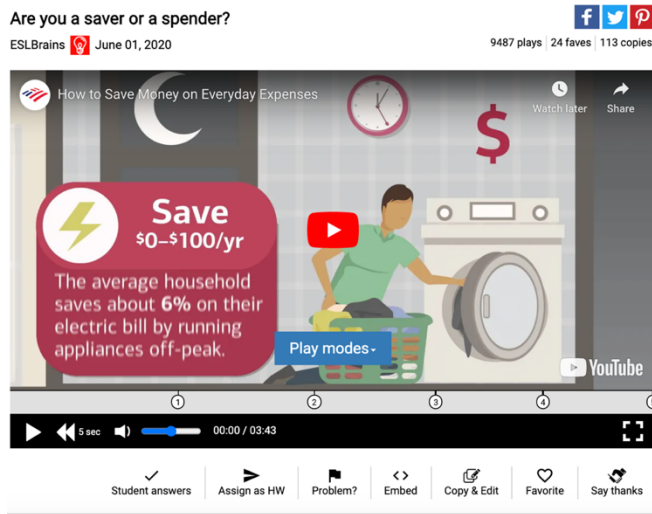 Are you a saver or a spender?
ESLBrains June 01, 2020
9487 plays 24 faves 113 copies
How to Save Money on Everyday Expenses
Watch later
Share
$
Save
$0–$100/yr
The average household
saves about 6% on their
electric bill by running
appliances off-peak.
Play modes
YouTube
1 2 3 4
5 sec 00:00 / 03:43
Student answers Assign as HW Problem? Embed Copy & Edit Favorite Say thanks